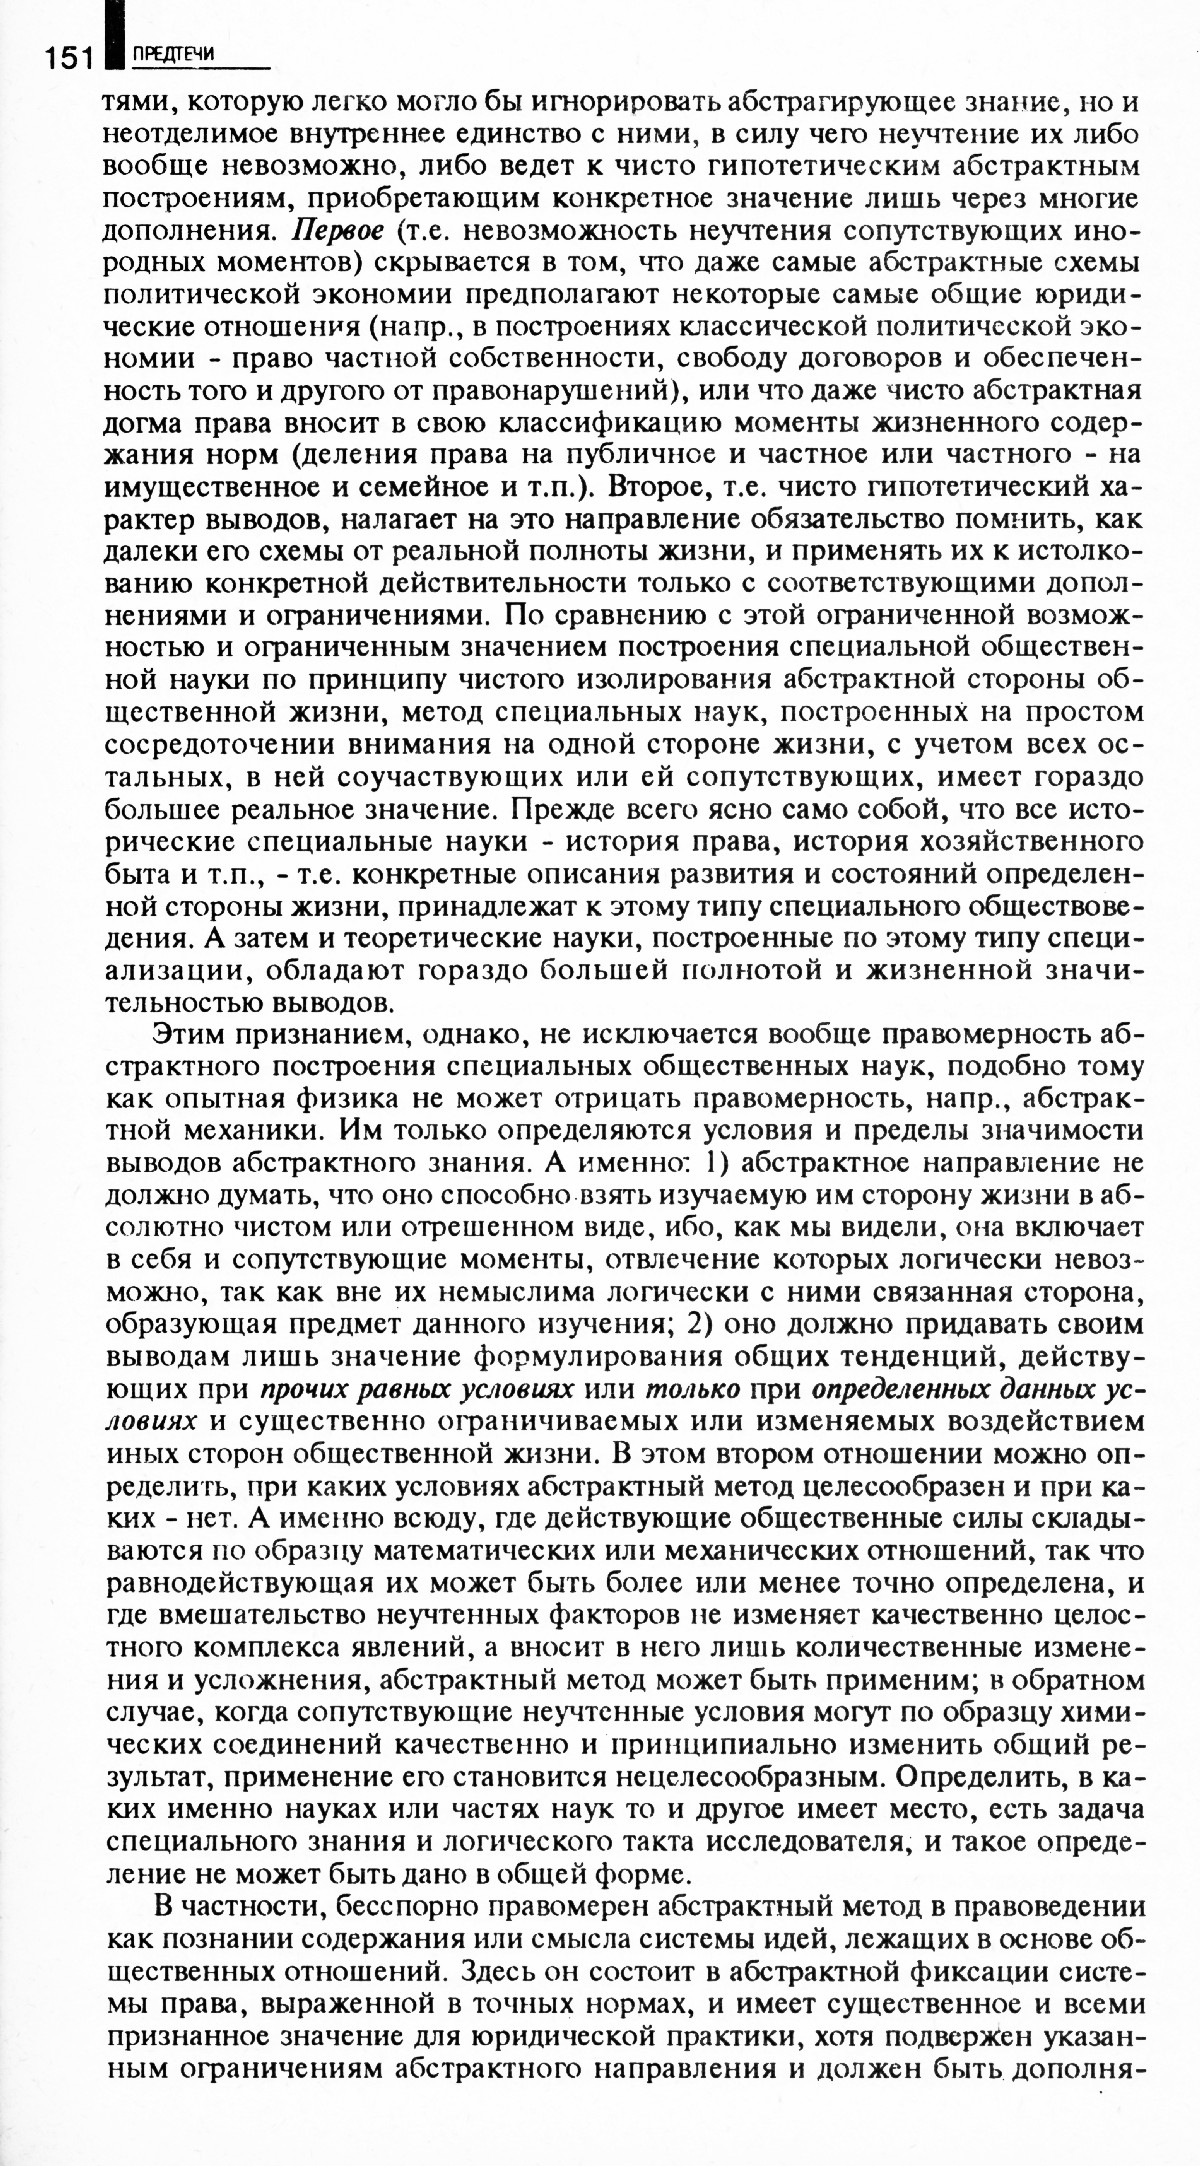 151 ПРЕДТЕЧИ
тями, которую легко могло бы игнорировать абстрагирующее знание, но и
неотделимое внутреннее единство с ними, в силу чего неучтение их либо
вообще невозможно, либо ведет к чисто гипотетическим абстрактным
построениям, приобретающим конкретное значение лишь через многие
дополнения. Первое (т.е. невозможность неучтения сопутствующих ино-
родных моментов) скрывается в том, что даже самые абстрактные схемы
политической экономии предполагают некоторые самые общие юриди-
ческие отношения (напр., в построениях классической политической эко-
номии - право частной собственности, свободу договоров и обеспечен-
ность того и другого от правонарушений), или что даже чисто абстрактная
догма права вносит в свою классификацию моменты жизненного содер-
жания норм (деления права на публичное и частное или частного - на
имущественное и семейное и т.п.). Второе, т.е. чисто гипотетический ха-
рактер выводов, налагает на это направление обязательство помнить, как
далеки его схемы от реальной полноты жизни, и применять их к истолко-
ванию конкретной действительности только с соответствующими допол-
нениями и ограничениями. По сравнению с этой ограниченной возмож-
ностью и ограниченным значением построения специальной обществен-
ной науки по принципу чистого изолирования абстрактной стороны об-
щественной жизни, метод специальных наук, построенных на простом
сосредоточении внимания на одной стороне жизни, с учетом всех ос-
тальных, в ней соучаствующих или ей сопутствующих, имеет гораздо
большее реальное значение. Прежде всего ясно само собой, что все исто-
рические специальные науки - история права, история хозяйственного
быта и т.п., - т.е. конкретные описания развития и состояний определен-
ной стороны жизни, принадлежат к этому типу специального обществове-
дения. А затем и теоретические науки, построенные по этому типу специ-
ализации, обладают гораздо большей полнотой и жизненной значи-
тельностью выводов.
Этим признанием, однако, не исключается вообще правомерность аб-
страктного построения специальных общественных наук, подобно тому
как опытная физика не может отрицать правомерность, напр., абстрак-
тной механики. Им только определяются условия и пределы значимости
выводов абстрактного знания. А именно: 1) абстрактное направление не
должно думать, что оно способно взять изучаемую им сторону жизни в аб-
солютно чистом или отрешенном виде, ибо, как мы видели, она включает
в себя и сопутствующие моменты, отвлечение которых логически невоз-
можно, так как вне их немыслима логически с ними связанная сторона,
образующая предмет данного изучения; 2) оно должно придавать своим
выводам лишь значение формулирования общих тенденций, действу-
ющих при прочих равных условиях или только при определенных данных ус-
ловиях и существенно ограничиваемых или изменяемых воздействием
иных сторон общественной жизни. В этом втором отношении можно оп-
ределить, при каких условиях абстрактный метод целесообразен и при ка-
ких - нет. А именно всюду, где действующие общественные силы склады-
ваются по образцу математических или механических отношений, так что
равнодействующая их может быть более или менее точно определена, и
где вмешательство неучтенных факторов не изменяет качественно целос-
тного комплекса явлений, а вносит в него лишь количественные измене-
ния и усложнения, абстрактный метод может быть применим; в обратном
случае, когда сопутствующие неучтенные условия могут по образцу хими-
ческих соединений качественно и принципиально изменить общий ре-
зультат, применение его становится нецелесообразным. Определить, в ка-
ких именно науках или частях наук то и другое имеет место, есть задача
специального знания и логического такта исследователя, и такое опреде-
ление не может быть дано в общей форме.
В частности, бесспорно правомерен абстрактный метод в правоведении
как познании содержания или смысла системы идей, лежащих в основе об-
щественных отношений. Здесь он состоит в абстрактной фиксации систе-
мы права, выраженной в точных нормах, и имеет существенное и всеми
признанное значение для юридической практики, хотя подвержен указан-
ным ограничениям абстрактного направления и должен быть дополня-